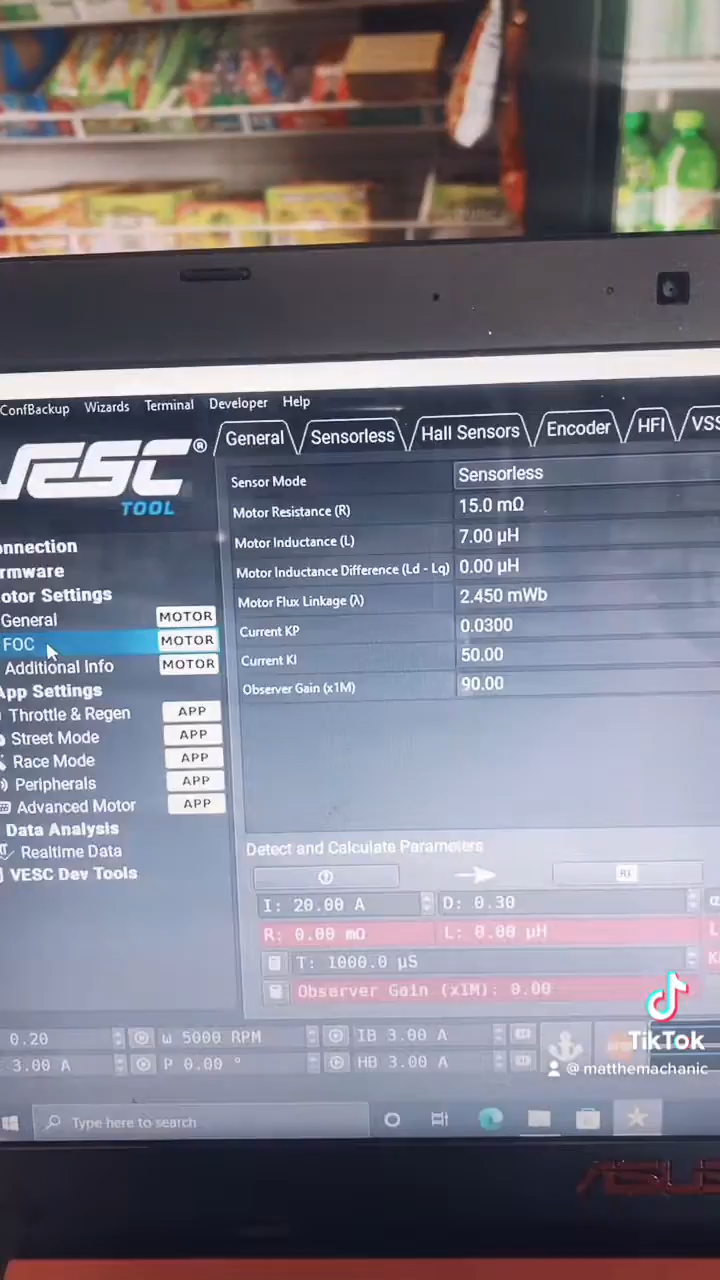 ConfBackup Wizards Terminal Developer Help
VESC®
TOOL
General Sensorless Hall Sensors Encoder HFI VSS
Sensor Mode Sensorless
Motor Resistance (R) 15.0 mΩ
Motor Inductance (L) 7.00 µH
Motor Inductance Difference (Ld - Lq) 0.00 µH
Motor Flux Linkage (λ) 2.450 mWb
Current KP 0.0300
Current KI 50.00
Observer Gain (x1M) 90.00
onnection
rmware
otor Settings
General MOTOR
FOC MOTOR
Additional Info MOTOR
App Settings
Throttle & Regen APP
Street Mode APP
Race Mode APP
Peripherals APP
Advanced Motor APP
Data Analysis
Realtime Data
VESC Dev Tools
Detect and Calculate Parameters
RX
I: 20.00 A D: 0.30
R: 0.00 mΩ L: 0.00 µH L
T: 1000.0 µS K
Observer Gain (x1M): 0.00
0.20 ω 5000 RPM IB 3.00 A
3.00 A P 0.00 ° HB 3.00 A
TikTok
@matthemachanic
Type here to search
ASUS